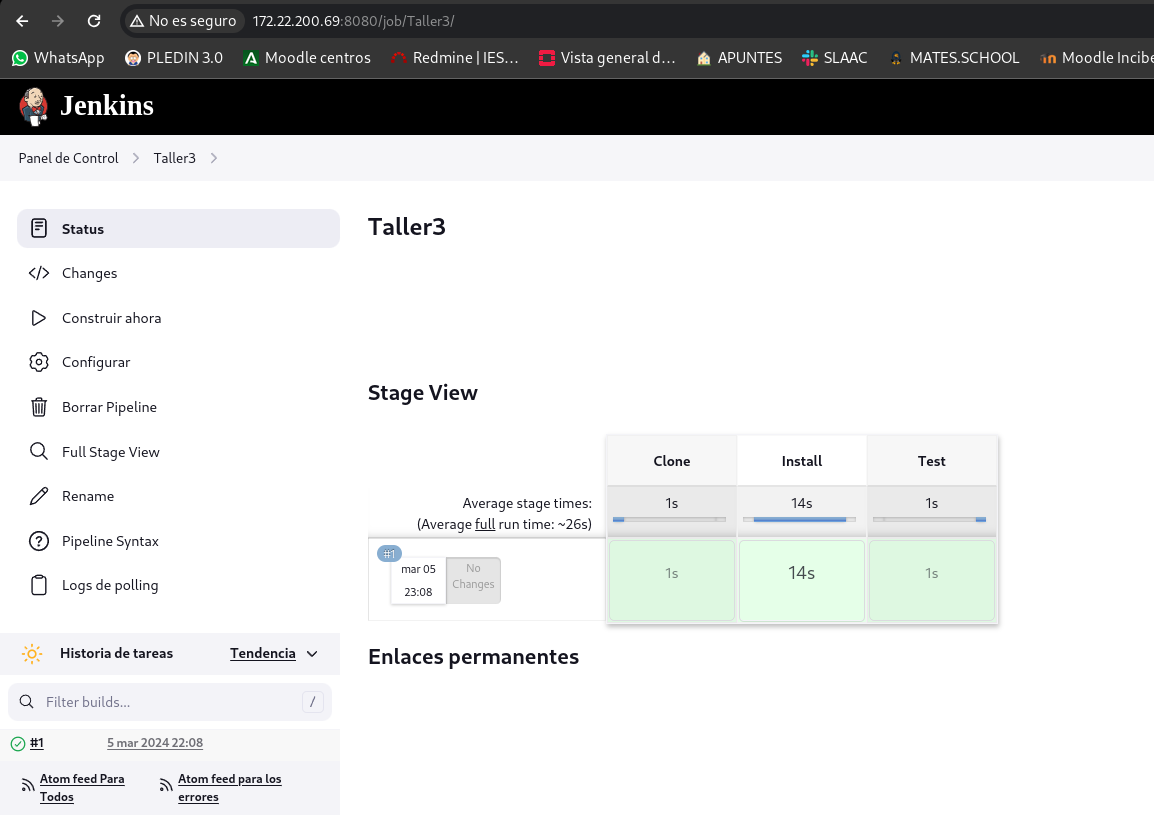 No es seguro 172.22.200.69:8080/job/Taller3/
WhatsApp PLEDIN 3.0 Moodle centros Redmine | IES... Vista general d... APUNTES SLAAC MATES.SCHOOL Moodle Incibe
Jenkins
Panel de Control Taller3
Status
Changes
Construir ahora
Configurar
Borrar Pipeline
Full Stage View
Rename
Pipeline Syntax
Logs de polling
Historia de tareas Tendencia
Filter builds... /
#1 5 mar 2024 22:08
Atom feed Para Todos
Atom feed para los errores
Taller3
Stage View
Clone Install Test
Average stage times: 1s 14s 1s
(Average full run time: ~26s)
#1
mar 05
23:08
No Changes
1s 14s 1s
Enlaces permanentes